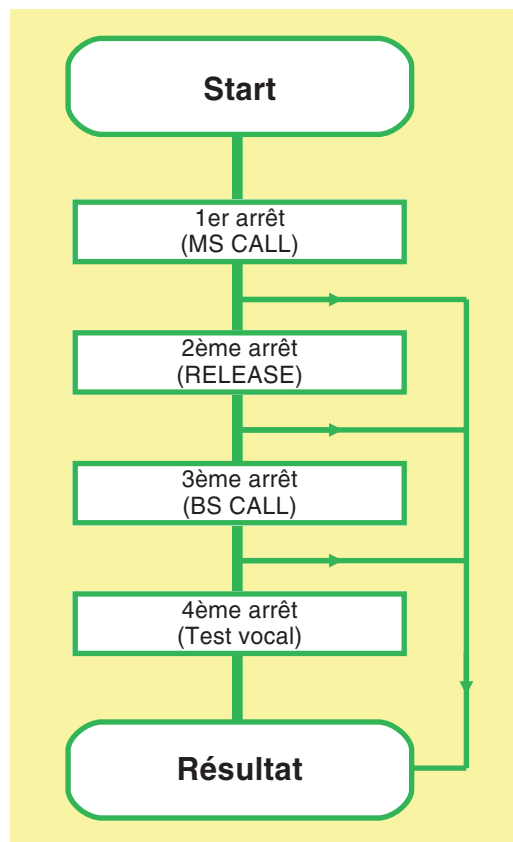 Start
1er arrêt
(MS CALL)
2ème arrêt
(RELEASE)
3ème arrêt
(BS CALL)
4ème arrêt
(Test vocal)
Résultat